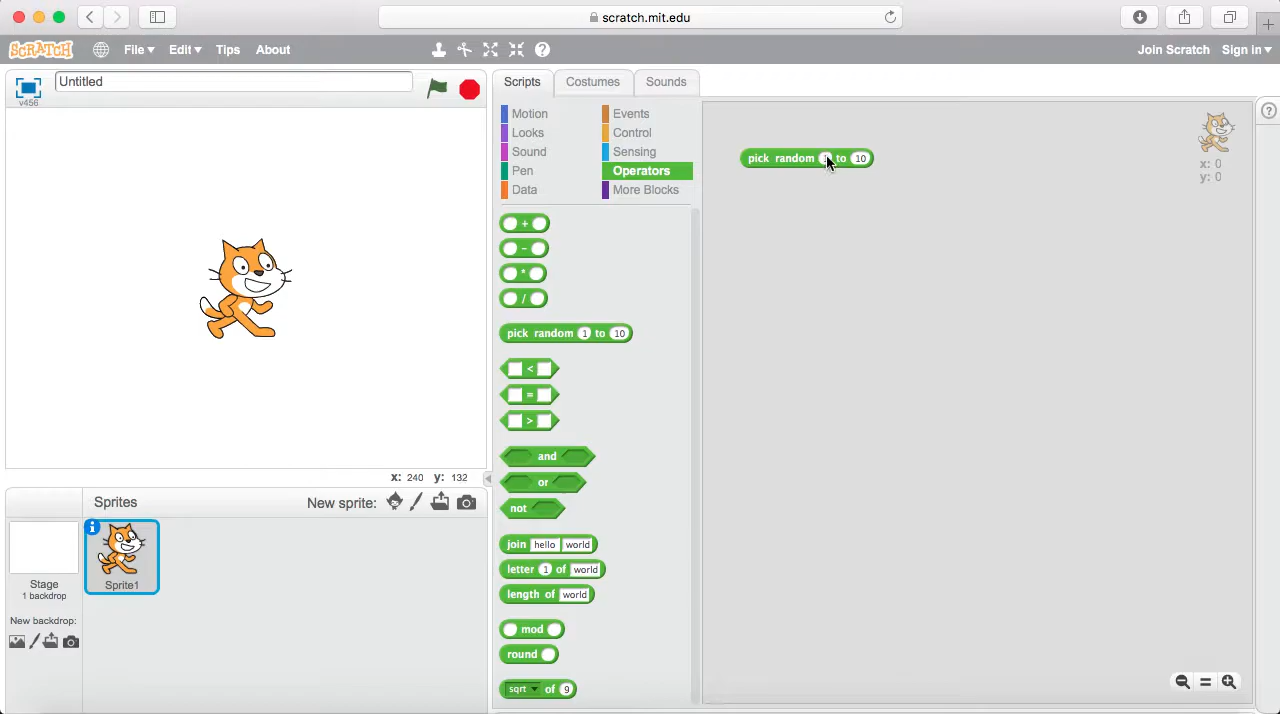 scratch.mit.edu
SCRATCH File Edit Tips About Join Scratch Sign in
v456
Untitled
Scripts Costumes Sounds
Motion Events
Looks Control
Sound Sensing
Pen Operators
Data More Blocks
+
-
*
/
pick random 1 to 10
<
=
>
and
or
not
join hello world
letter 1 of world
length of world
mod
round
sqrt of 9
pick random to 10
x: 0
y: 0
x: 240 y: 132
Sprites New sprite:
Sprite1
Stage
1 backdrop
New backdrop: